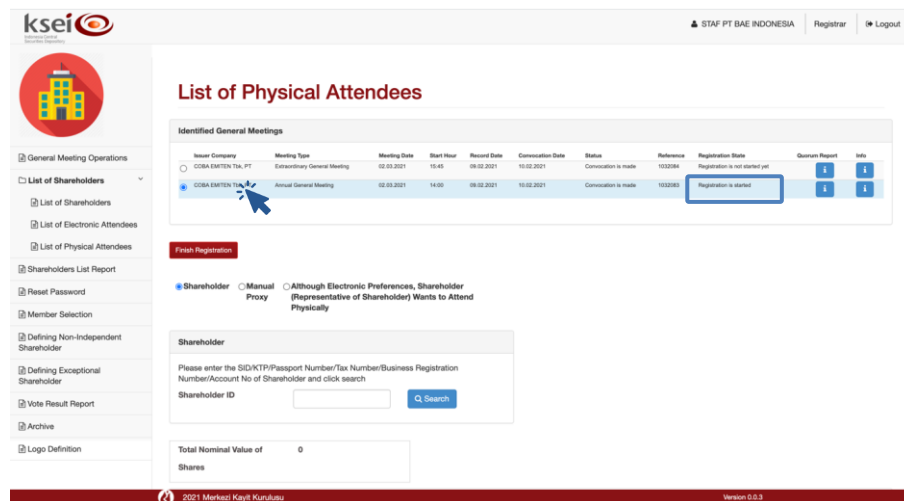 ksei
Indonesia Central
Securities Depository
STAF PT BAE INDONESIA
Registrar
Logout
List of Physical Attendees
Identified General Meetings
Issuer Company Meeting Type Meeting Date Start Hour Record Date Convocation Date Status Reference Registration State Quorum Report Info
COBA EMITEN Tbk, PT Extraordinary General Meeting 02.03.2021 15:45 09.02.2021 10.02.2021 Convocation is made 1032084 Registration is not started yet i i
COBA EMITEN Tbk, Annual General Meeting 02.03.2021 14:00 09.02.2021 10.02.2021 Convocation is made 1032083 Registration is started i i
General Meeting Operations
List of Shareholders
List of Shareholders
List of Electronic Attendees
List of Physical Attendees
Shareholders List Report
Reset Password
Member Selection
Defining Non-Independent
Shareholder
Defining Exceptional
Shareholder
Vote Result Report
Archive
Logo Definition
Finish Registration
Shareholder
Manual
Proxy
Although Electronic Preferences, Shareholder
(Representative of Shareholder) Wants to Attend
Physically
Shareholder
Please enter the SID/KTP/Passport Number/Tax Number/Business Registration
Number/Account No of Shareholder and click search
Shareholder ID
Search
Total Nominal Value of 0
Shares
2021 Merkezi Kayit Kurulusu
Version 0.0.3